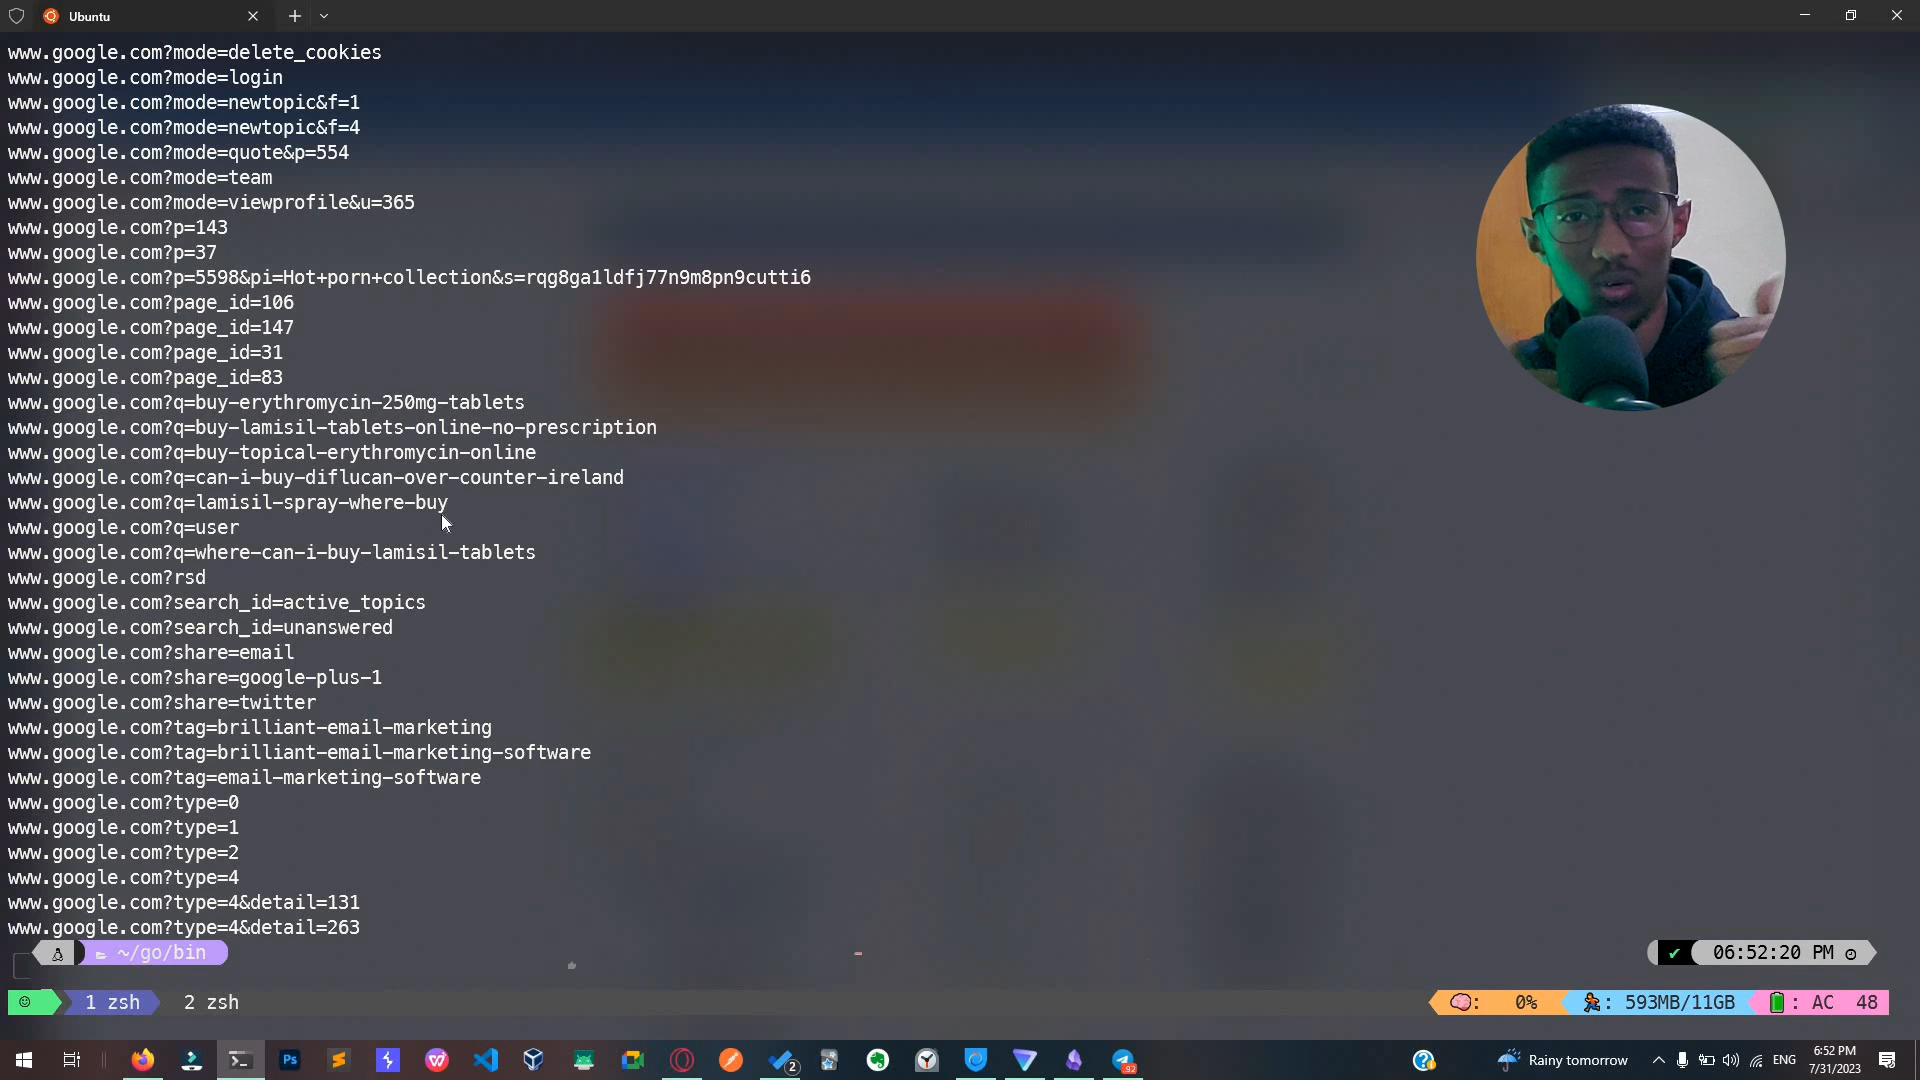 Ubuntu
www.google.com?mode=delete_cookies
www.google.com?mode=login
www.google.com?mode=newtopic&f=1
www.google.com?mode=newtopic&f=4
www.google.com?mode=quote&p=554
www.google.com?mode=team
www.google.com?mode=viewprofile&u=365
www.google.com?p=143
www.google.com?p=37
www.google.com?p=5598&pi=Hot+porn+collection&s=rqg8ga1ldfj77n9m8pn9cutti6
www.google.com?page_id=106
www.google.com?page_id=147
www.google.com?page_id=31
www.google.com?page_id=83
www.google.com?q=buy-erythromycin-250mg-tablets
www.google.com?q=buy-lamisil-tablets-online-no-prescription
www.google.com?q=buy-topical-erythromycin-online
www.google.com?q=can-i-buy-diflucan-over-counter-ireland
www.google.com?q=lamisil-spray-where-buy
www.google.com?q=user
www.google.com?q=where-can-i-buy-lamisil-tablets
www.google.com?rsd
www.google.com?search_id=active_topics
www.google.com?search_id=unanswered
www.google.com?share=email
www.google.com?share=google-plus-1
www.google.com?share=twitter
www.google.com?tag=brilliant-email-marketing
www.google.com?tag=brilliant-email-marketing-software
www.google.com?tag=email-marketing-software
www.google.com?type=0
www.google.com?type=1
www.google.com?type=2
www.google.com?type=4
www.google.com?type=4&detail=131
www.google.com?type=4&detail=263
~/go/bin 06:52:20 PM
1 zsh 2 zsh : 0% : 593MB/11GB : AC 48
Ps 2 92 Rainy tomorrow ENG 6:52 PM
7/31/2023